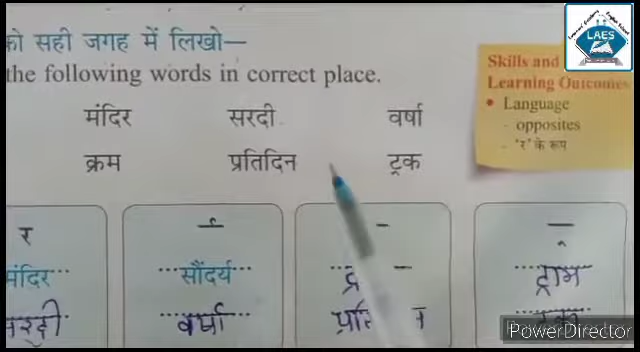 को सही जगह में लिखो—
the following words in correct place.
मंदिर सरदी वर्षा
क्रम प्रतिदिन ट्रक
LAES
Skills and
Learning Outcomes
• Language
- opposites
- 'र' के रूप
र
मंदिर सौंदर्य ट्राम
सरदी वर्षा
PowerDirector